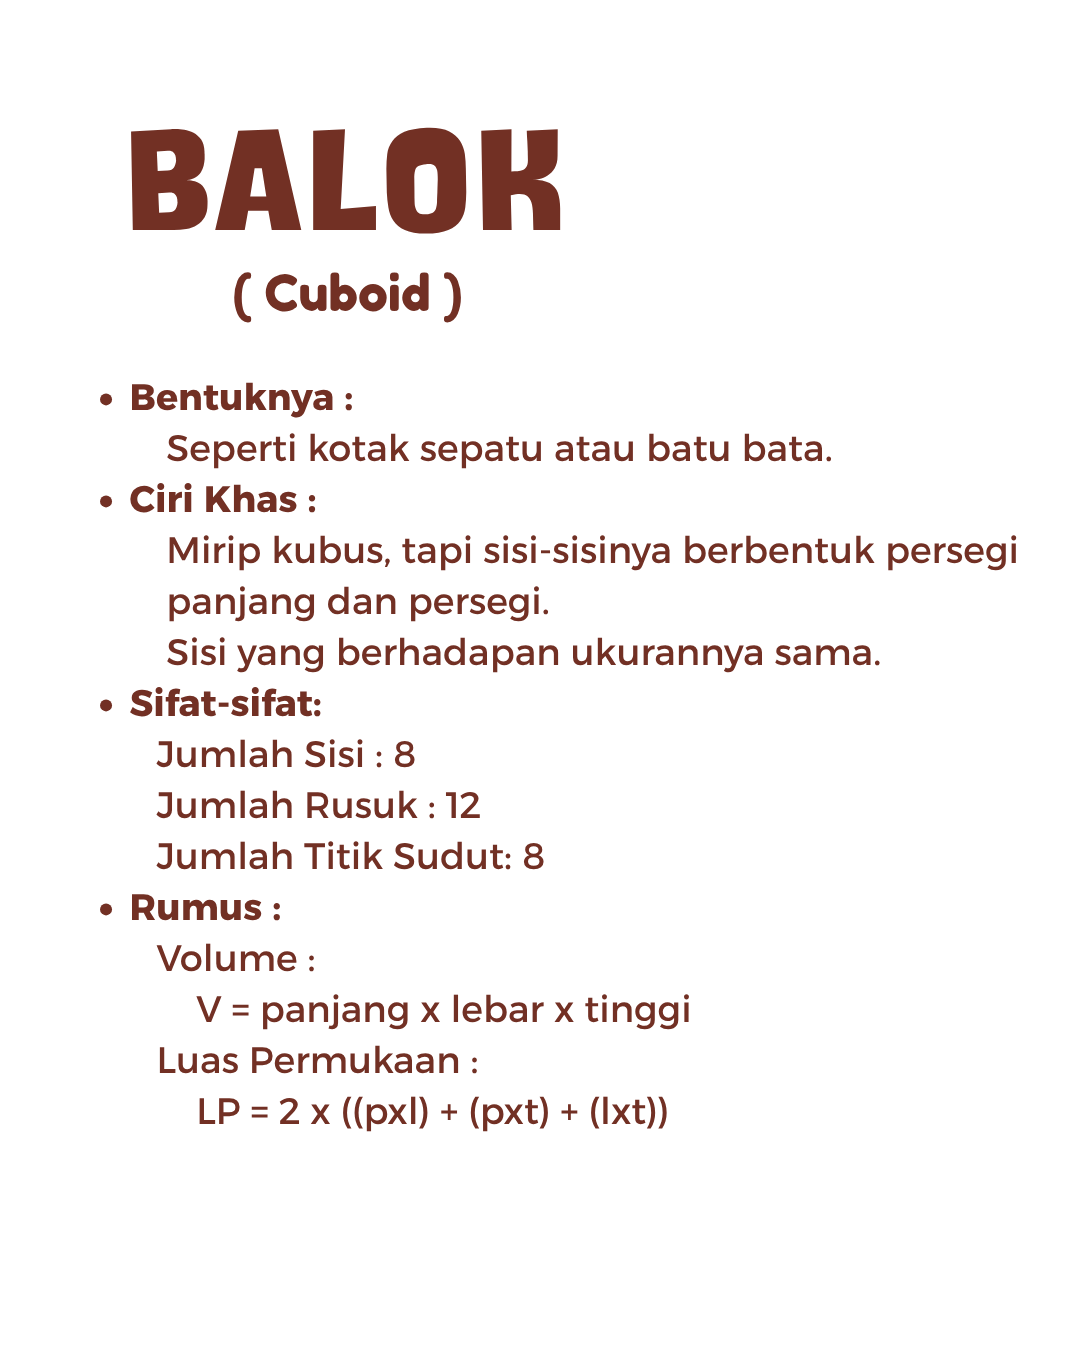 BALOK
( Cuboid )
• Bentuknya :
Seperti kotak sepatu atau batu bata.
• Ciri Khas :
Mirip kubus, tapi sisi-sisinya berbentuk persegi
panjang dan persegi.
Sisi yang berhadapan ukurannya sama.
• Sifat-sifat:
Jumlah Sisi : 8
Jumlah Rusuk : 12
Jumlah Titik Sudut: 8
• Rumus :
Volume :
V = panjang x lebar x tinggi
Luas Permukaan :
LP = 2 x ((pxl) + (pxt) + (lxt))